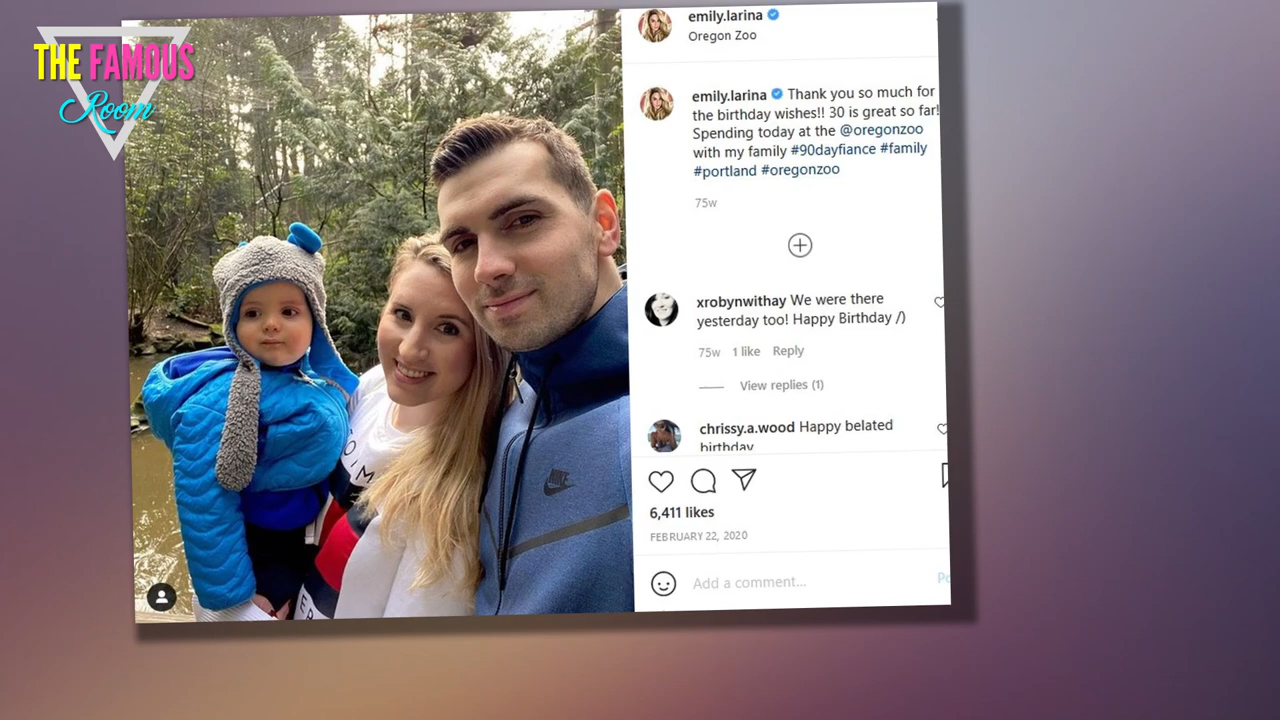 THE FAMOUS
Room
emily.larina
Oregon Zoo
emily.larina Thank you so much for
the birthday wishes!! 30 is great so far!
Spending today at the @oregonzoo
with my family #90dayfiance #family
#portland #oregonzoo
75w
xrobynwithay We were there
yesterday too! Happy Birthday /)
75w 1 like Reply
View replies (1)
chrissy.a.wood Happy belated
birthday
6,411 likes
FEBRUARY 22, 2020
Add a comment...
NIKE